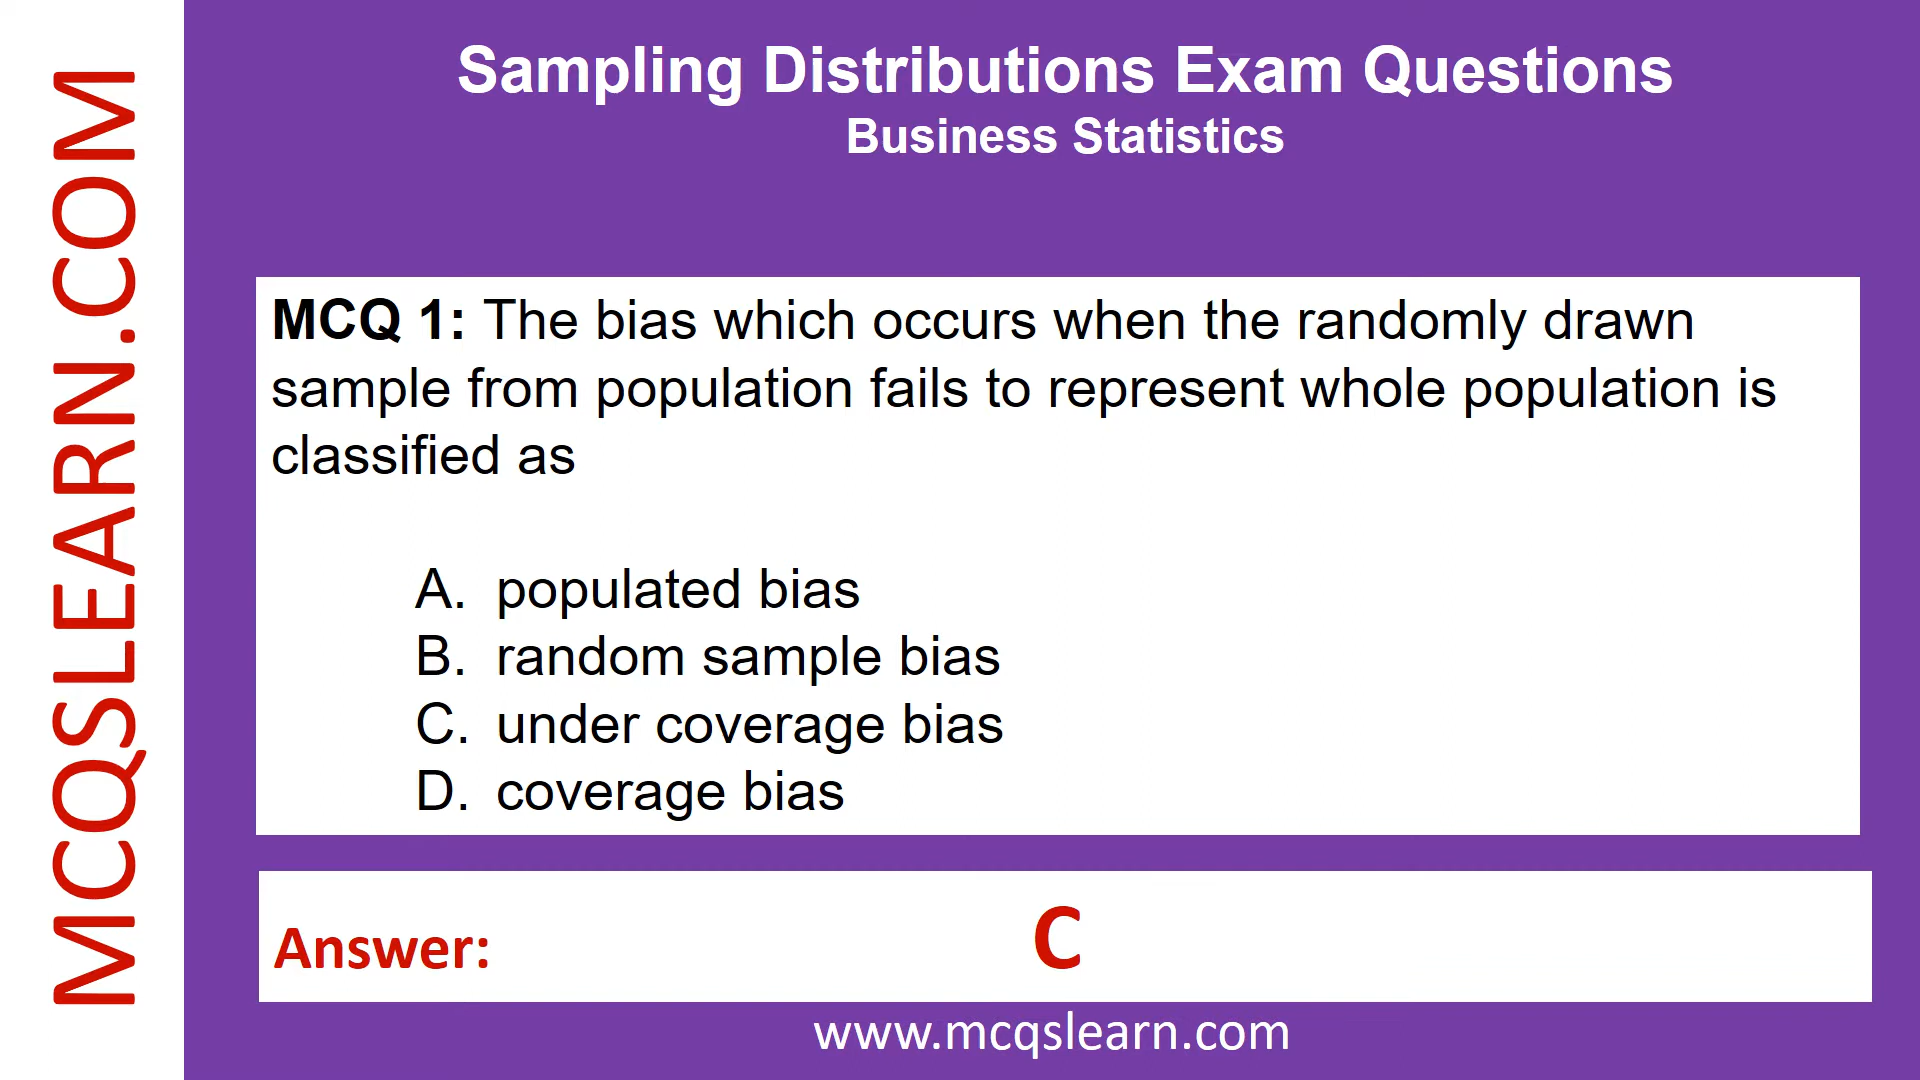 MCQSLEARN.COM
Sampling Distributions Exam Questions
Business Statistics
MCQ 1: The bias which occurs when the randomly drawn
sample from population fails to represent whole population is
classified as
A. populated bias
B. random sample bias
C. under coverage bias
D. coverage bias
Answer: C
www.mcqslearn.com